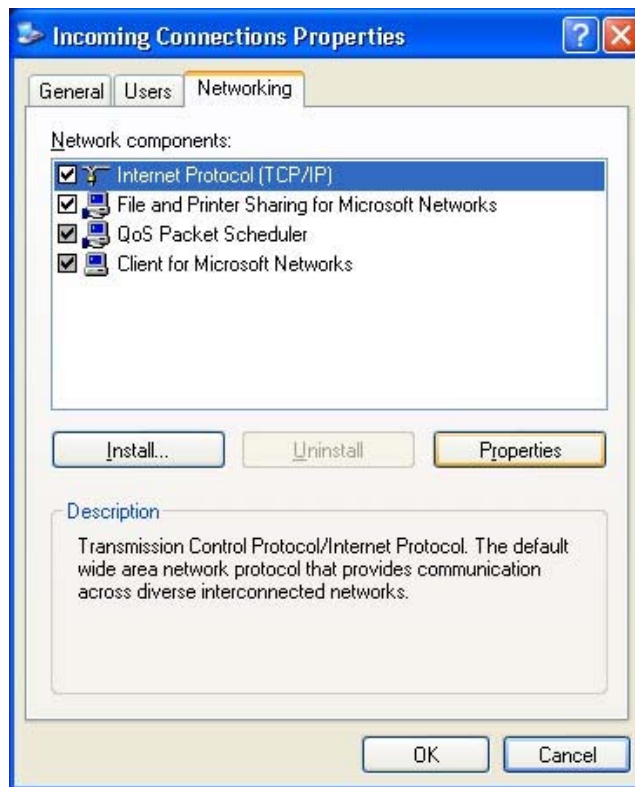 Incoming Connections Properties
General Users Networking
Network components:
Internet Protocol (TCP/IP)
File and Printer Sharing for Microsoft Networks
QoS Packet Scheduler
Client for Microsoft Networks
Install... Uninstall Properties
Description
Transmission Control Protocol/Internet Protocol. The default
wide area network protocol that provides communication
across diverse interconnected networks.
OK Cancel